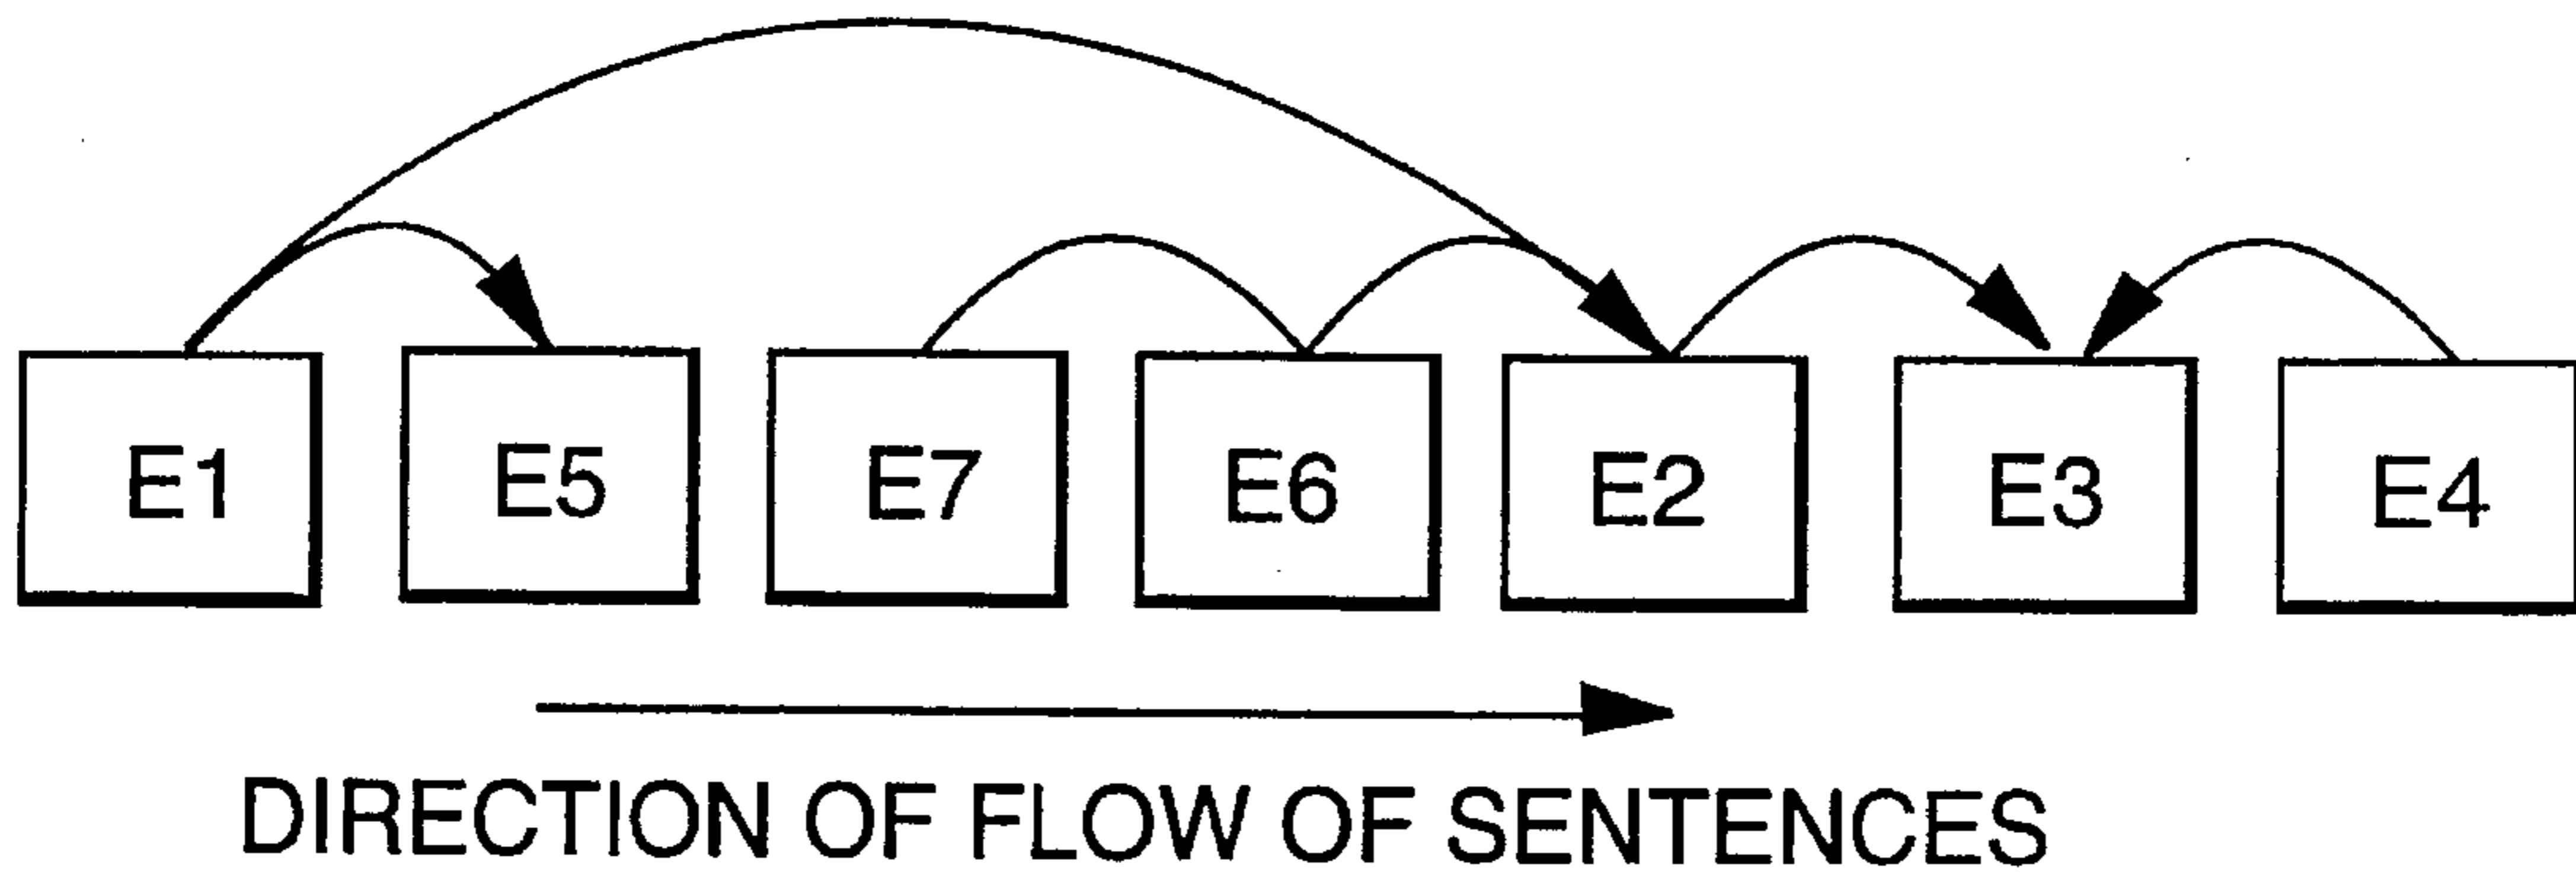 E1 E5 E7 E6 E2 E3 E4
DIRECTION OF FLOW OF SENTENCES